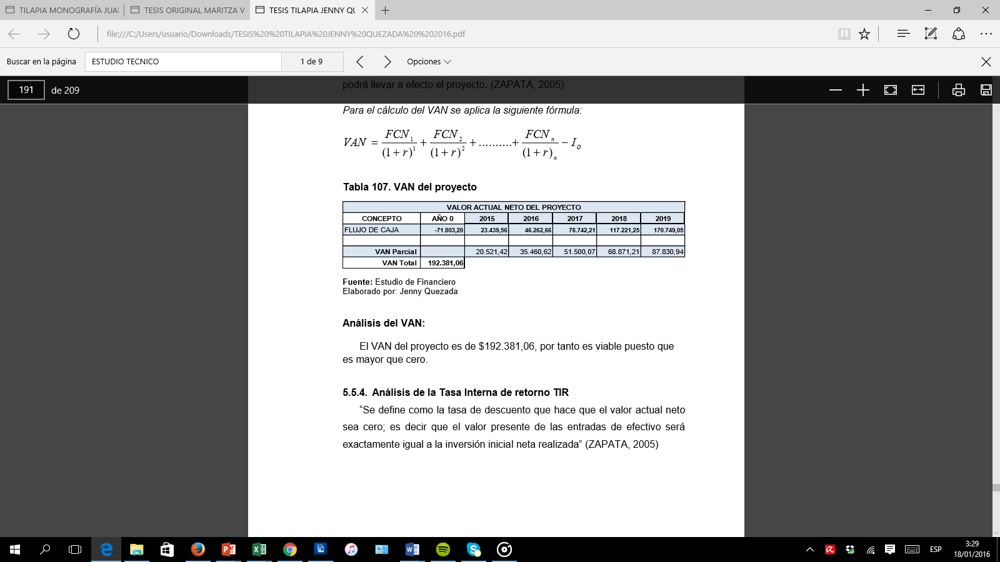 TILAPIA MONOGRAFÍA JUAI TESIS ORIGINAL MARITZA V TESIS TILAPIA JENNY QU
file:///C:/Users/usuario/Downloads/TESIS%20%20TILAPIA%20JENNY%20QUEZADA%20%202016.pdf
Buscar en la página ESTUDIO TECNICO 1 de 9 Opciones
191 de 209
podrá llevar a efecto el proyecto. (ZAPATA, 2005)
Para el cálculo del VAN se aplica la siguiente fórmula:
VAN = FCN₁/(1 + r)¹ + FCN₂/(1 + r)² + ..........+ FCNₙ/(1 + r)ₙ − Iₒ
Tabla 107. VAN del proyecto
VALOR ACTUAL NETO DEL PROYECTO
CONCEPTO AÑO 0 2015 2016 2017 2018 2019
FLUJO DE CAJA -71.803,20 23.439,56 46.262,66 76.742,21 117.221,25 170.749,05
VAN Parcial 20.521,42 35.460,62 51.500,07 68.871,21 87.830,94
VAN Total 192.381,06
Fuente: Estudio de Financiero
Elaborado por: Jenny Quezada
Análisis del VAN:
El VAN del proyecto es de $192.381,06, por tanto es viable puesto que
es mayor que cero.
5.5.4. Análisis de la Tasa Interna de retorno TIR
“Se define como la tasa de descuento que hace que el valor actual neto
sea cero; es decir que el valor presente de las entradas de efectivo será
exactamente igual a la inversión inicial neta realizada” (ZAPATA, 2005)
ESP
3:29
18/01/2016